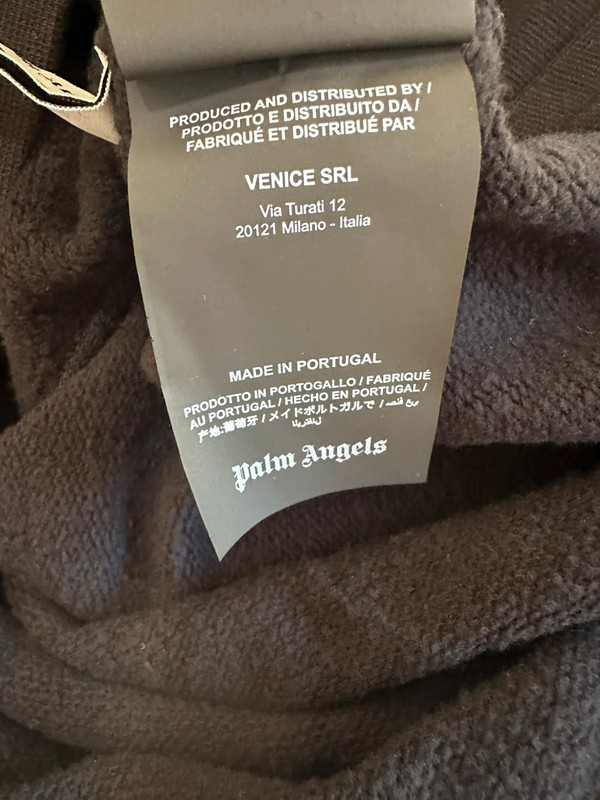 PRODUCED AND DISTRIBUTED BY /
PRODOTTO E DISTRIBUITO DA /
FABRIQUÉ ET DISTRIBUÉ PAR
VENICE SRL
Via Turati 12
20121 Milano - Italia
MADE IN PORTUGAL
PRODOTTO IN PORTOGALLO / FABRIQUÉ
AU PORTUGAL / HECHO EN PORTUGAL /
产地:葡萄牙 / メイドポルトガルで /
Palm Angels